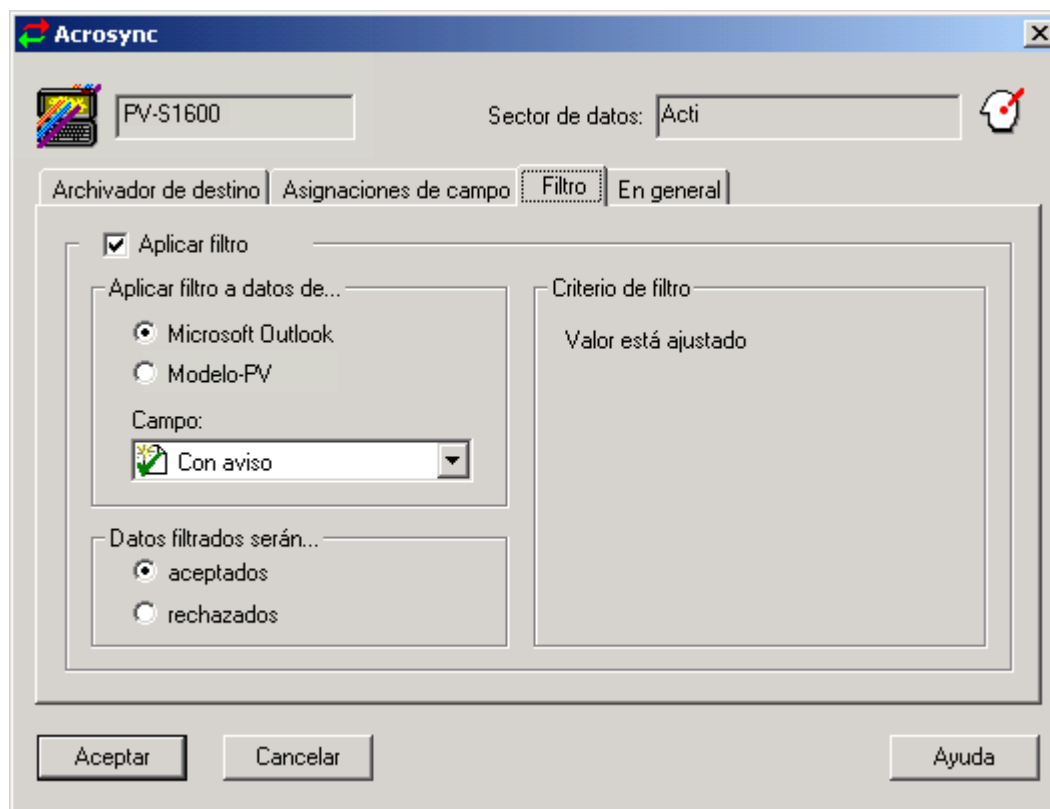 Acrosync
PV-S1600
Sector de datos: Acti
Archivador de destino Asignaciones de campo Filtro En general
Aplicar filtro
Aplicar filtro a datos de...
Microsoft Outlook
Modelo-PV
Campo:
Con aviso
Datos filtrados serán...
aceptados
rechazados
Criterio de filtro
Valor está ajustado
Aceptar Cancelar Ayuda